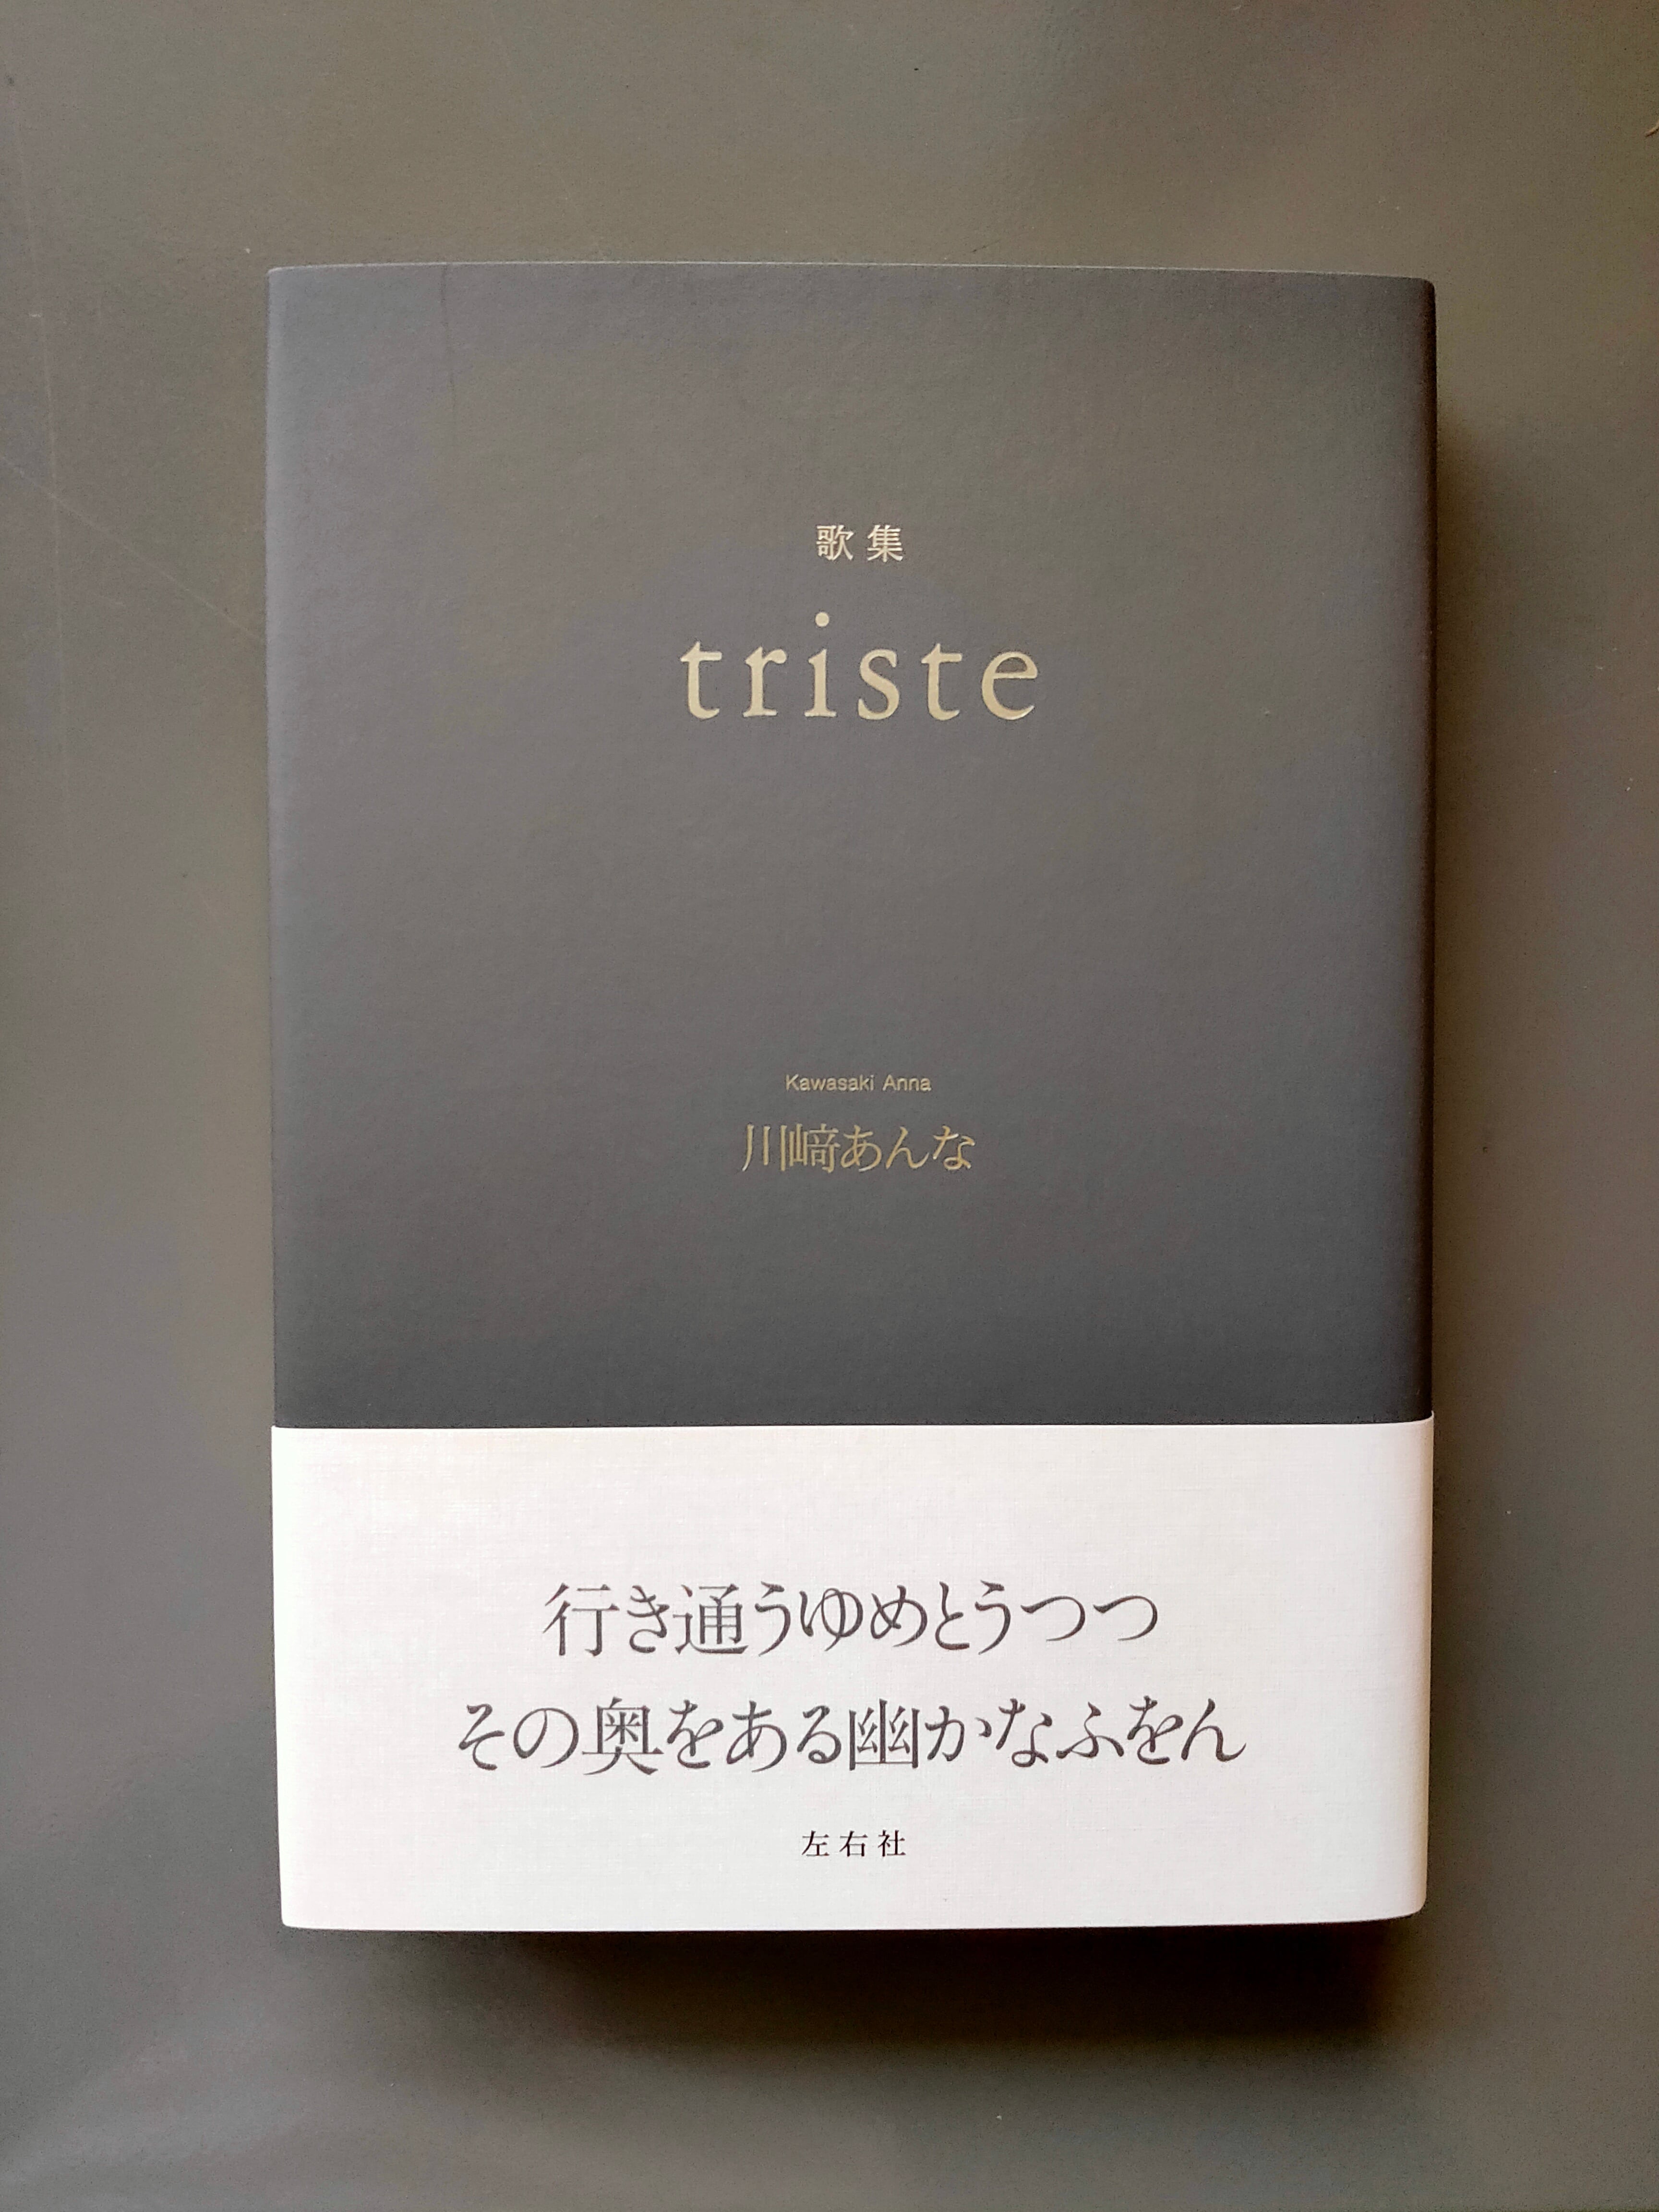 歌集
triste
Kawasaki Anna
川﨑あんな
行き通うゆめとうつつ
その奥をある幽かなふをん
左右社